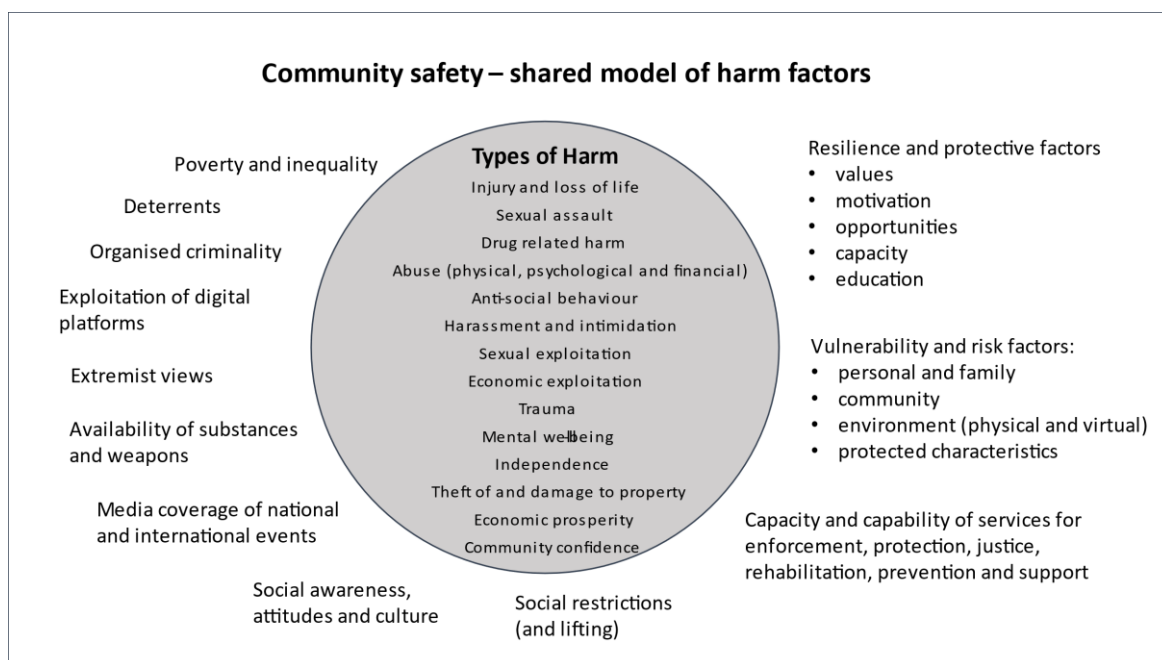 Community safety – shared model of harm factors
Types of Harm
Injury and loss of life
Sexual assault
Drug related harm
Abuse (physical, psychological and financial)
Anti-social behaviour
Harassment and intimidation
Sexual exploitation
Economic exploitation
Trauma
Mental well-being
Independence
Theft of and damage to property
Economic prosperity
Community confidence
Poverty and inequality
Deterrents
Organised criminality
Exploitation of digital
platforms
Extremist views
Availability of substances
and weapons
Media coverage of national
and international events
Social awareness,
attitudes and culture
Social restrictions
(and lifting)
Resilience and protective factors
• values
• motivation
• opportunities
• capacity
• education
Vulnerability and risk factors:
• personal and family
• community
• environment (physical and virtual)
• protected characteristics
Capacity and capability of services for
enforcement, protection, justice,
rehabilitation, prevention and support